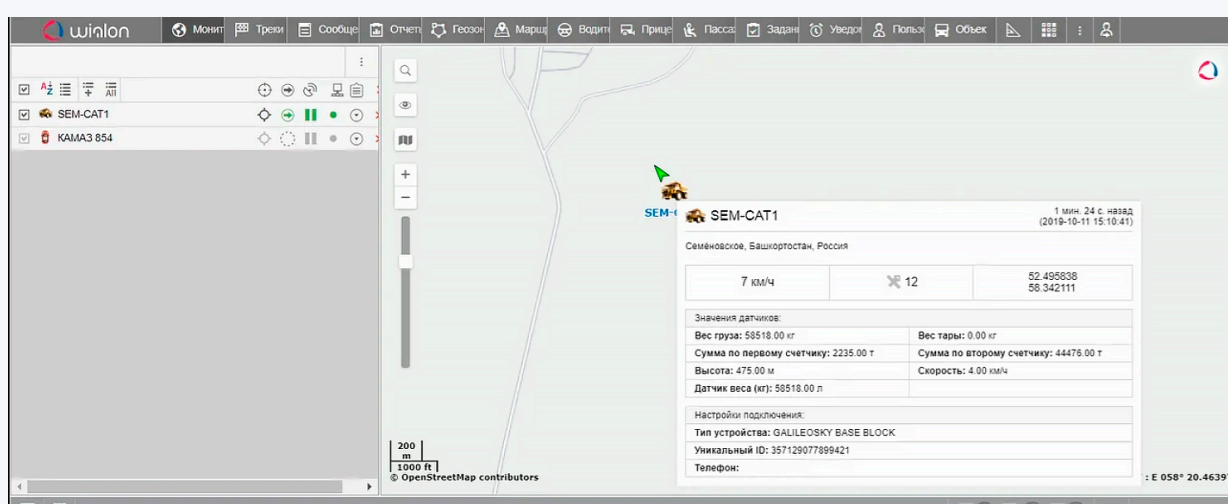 wialon Монит Треки Сообще Отчеты Геозон Маршр Водит Прице Пасса: Задани Уведом Пользо Объек
SEM-CAT1
КАМАЗ 854
SEM-C
SEM-CAT1
1 мин. 24 с. назад
(2019-10-11 15:10:41)
Семёновское, Башкортостан, Россия
7 км/ч
12
52.495838
58.342111
Значения датчиков:
Вес груза: 58518.00 кг
Вес тары: 0.00 кг
Сумма по первому счетчику: 2235.00 т
Сумма по второму счетчику: 44476.00 т
Высота: 475.00 м
Скорость: 4.00 км/ч
Датчик веса (кг): 58518.00 л
Настройки подключения:
Тип устройства: GALILEOSKY BASE BLOCK
Уникальный ID: 357129077899421
Телефон:
200
m
1000 ft
© OpenStreetMap contributors
: E 058° 20.4639